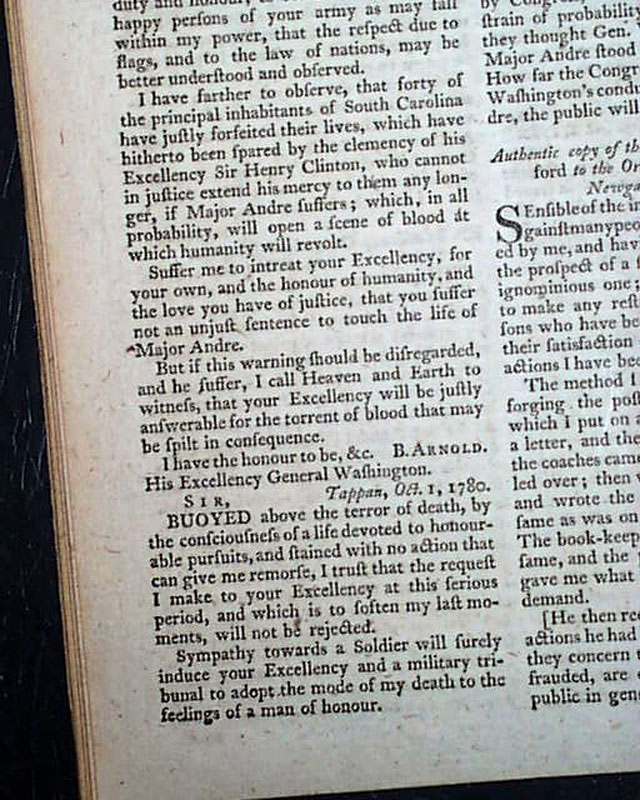 duty and honour, to
happy perſons of your army as may fall
within my power, that the reſpect due to
flags, and to the law of nations, may be
better underſtood and obſerved.
I have farther to obſerve, that forty of
the principal inhabitants of South Carolina
have juſtly forfeited their lives, which have
hitherto been ſpared by the clemency of his
Excellency Sir Henry Clinton, who cannot
in juſtice extend his mercy to them any lon-
ger, if Major Andre ſuffers; which, in all
probability, will open a ſcene of blood at
which humanity will revolt.
Suffer me to intreat your Excellency, for
your own, and the honour of humanity, and
the love you have of juſtice, that you ſuffer
not an unjuſt ſentence to touch the life of
Major Andre.
But if this warning ſhould be diſregarded,
and he ſuffer, I call Heaven and Earth to
witneſs, that your Excellency will be juſtly
anſwerable for the torrent of blood that may
be ſpilt in conſequence.
I have the honour to be, &c. B. ARNOLD.
His Excellency General Waſhington.
SIR, Tappan, Oct. 1, 1780.
BUOYED above the terror of death, by
the conſciouſneſs of a life devoted to honour-
able purſuits, and ſtained with no action that
can give me remorſe, I truſt that the requeſt
I make to your Excellency at this ſerious
period, and which is to ſoften my laſt mo-
ments, will not be rejected.
Sympathy towards a Soldier will ſurely
induce your Excellency and a military tri-
bunal to adopt the mode of my death to the
feelings of a man of honour.
by Congreſs,
ſtrain of probability
they thought Gen.
Major Andre ſtood
How far the Congr
Waſhington's condu
dre, the public will
Authentic copy of th
ford to the Or
Newga
SEnſible of the in
gainſt many peo
ed by me, and hav
the proſpect of a
ignominious one;
to make any reſt
ſons who have be
their ſatisfaction
actions I have bee
The method I
forging the poſt
which I put on a
a letter, and the
the coaches came
led over; then
and wrote the
ſame as was on
The book-keep
ſame, and the
gave me what
demand.
[He then rec
actions he had
they concern t
frauded, are
public in gen